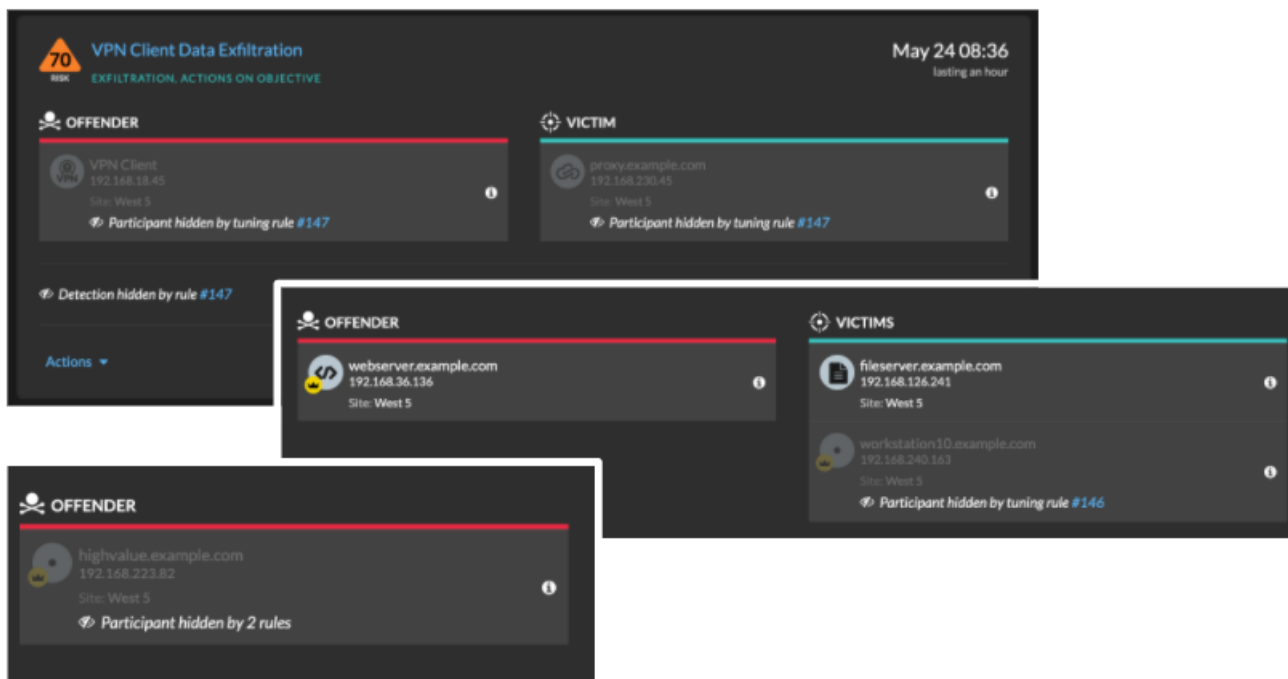 70
RISK
VPN Client Data Exfiltration
EXFILTRATION, ACTIONS ON OBJECTIVE
May 24 08:36
lasting an hour
OFFENDER
VPN
VPN Client
192.168.18.45
Site: West 5
Participant hidden by tuning rule #147
VICTIM
proxy.example.com
192.168.230.45
Site: West 5
Participant hidden by tuning rule #147
Detection hidden by rule #147
Actions
OFFENDER
webserver.example.com
192.168.36.136
Site: West 5
VICTIMS
fileserver.example.com
192.168.126.241
Site: West 5
workstation10.example.com
192.168.240.163
Site: West 5
Participant hidden by tuning rule #146
OFFENDER
highvalue.example.com
192.168.223.82
Site: West 5
Participant hidden by 2 rules